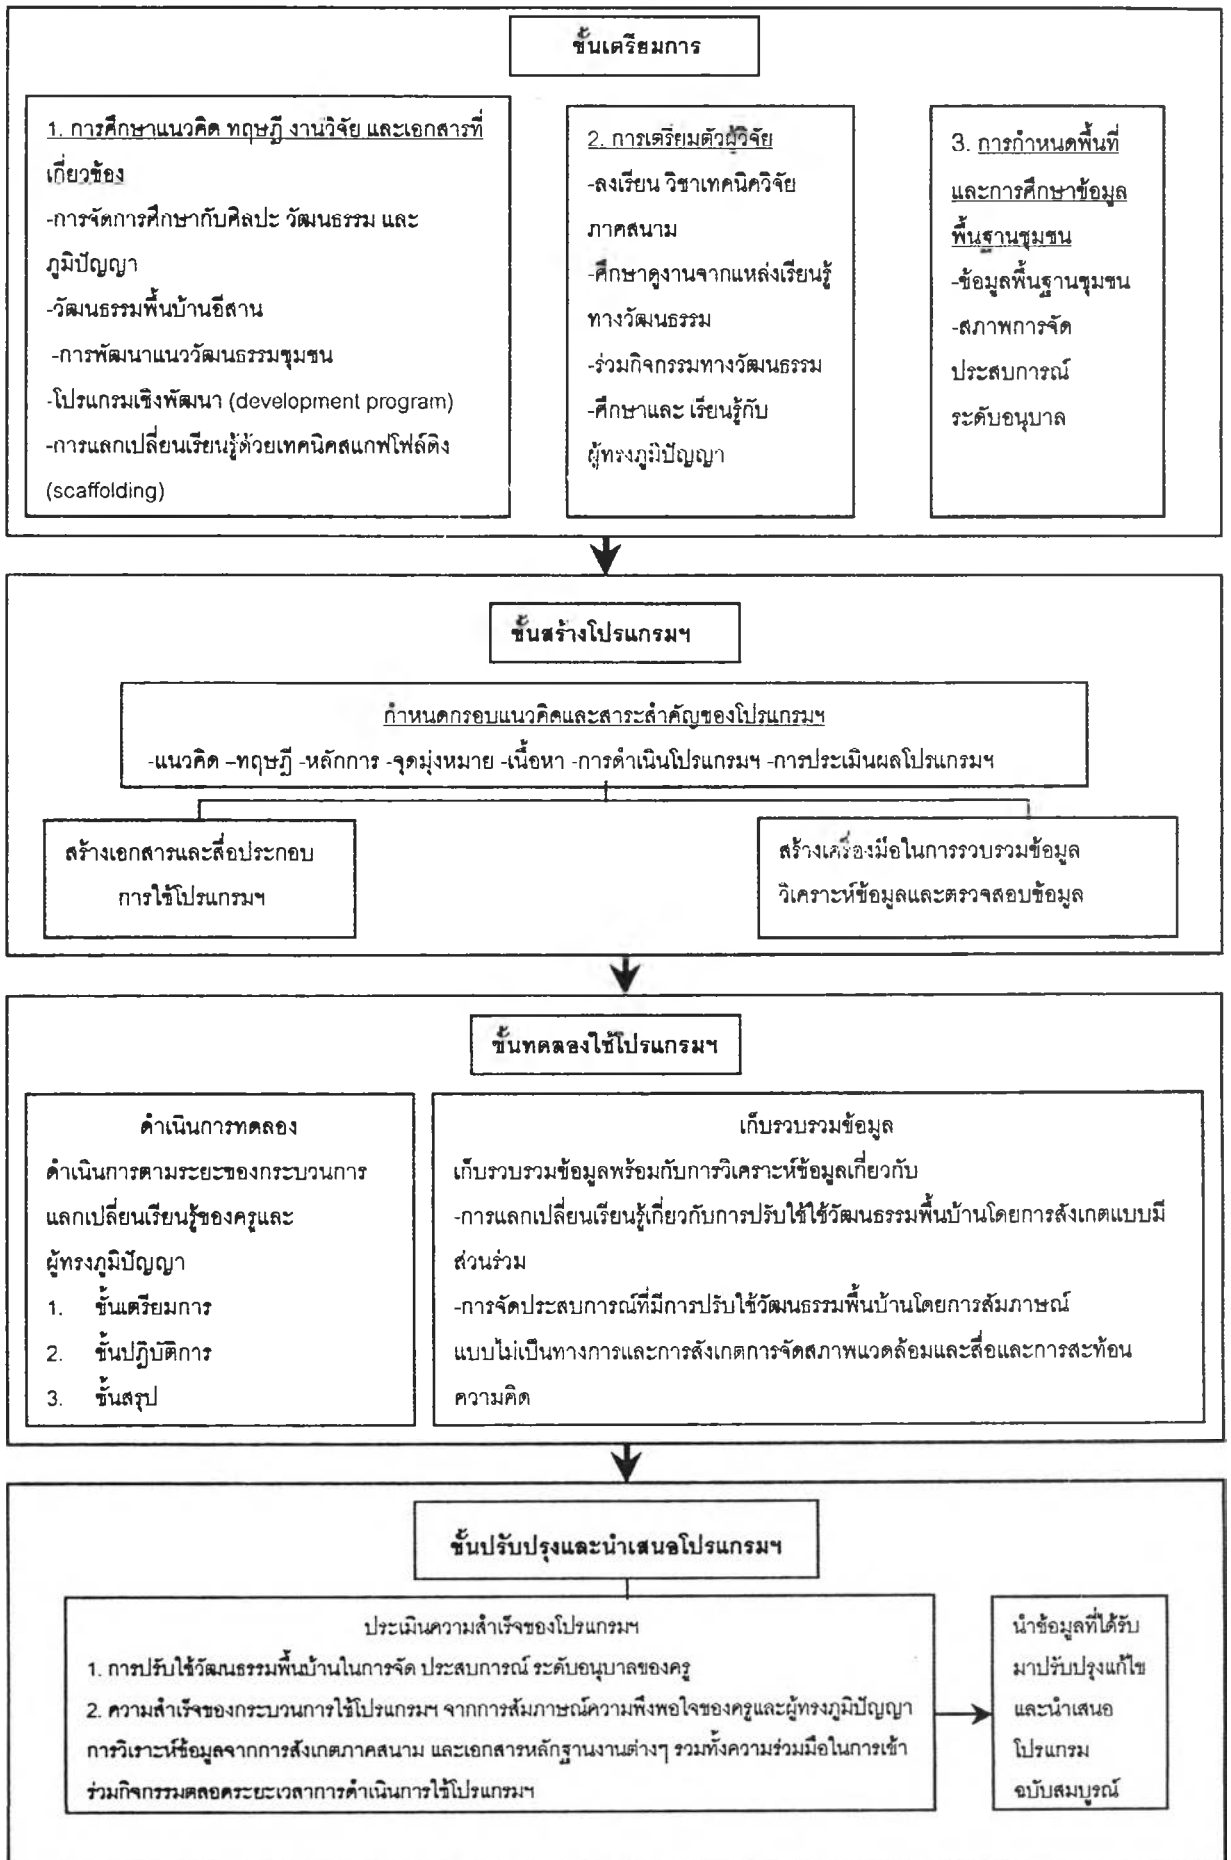 ขั้นเตรียมการ
1. การศึกษาแนวคิด ทฤษฎี งานวิจัย และเอกสารที่
เกี่ยวข้อง
-การจัดการศึกษากับศิลปะ วัฒนธรรม และ
ภูมิปัญญา
-วัฒนธรรมพื้นบ้านอีสาน
-การพัฒนาแนววัฒนธรรมชุมชน
-โปรแกรมเชิงพัฒนา (development program)
-การแลกเปลี่ยนเรียนรู้ด้วยเทคนิคสแกฟโฟล์ดิง
(scaffolding)
2. การเตรียมตัวผู้วิจัย
-ลงเรียน วิชาเทคนิควิจัย
ภาคสนาม
-ศึกษาดูงานจากแหล่งเรียนรู้
ทางวัฒนธรรม
-ร่วมกิจกรรมทางวัฒนธรรม
-ศึกษาและ เรียนรู้กับ
ผู้ทรงภูมิปัญญา
3. การกำหนดพื้นที่
และการศึกษาข้อมูล
พื้นฐานชุมชน
-ข้อมูลพื้นฐานชุมชน
-สภาพการจัด
ประสบการณ์
ระดับอนุบาล
ขั้นสร้างโปรแกรมฯ
กำหนดกรอบแนวคิดและสาระสำคัญของโปรแกรมฯ
-แนวคิด –ทฤษฎี -หลักการ -จุดมุ่งหมาย -เนื้อหา -การดำเนินโปรแกรมฯ -การประเมินผลโปรแกรมฯ
สร้างเอกสารและสื่อประกอบ
การใช้โปรแกรมฯ
สร้างเครื่องมือในการรวบรวมข้อมูล
วิเคราะห์ข้อมูลและตรวจสอบข้อมูล
ขั้นทดลองใช้โปรแกรมฯ
ดำเนินการทดลอง
ดำเนินการตามระยะของกระบวนการ
แลกเปลี่ยนเรียนรู้ของครูและ
ผู้ทรงภูมิปัญญา
1. ขั้นเตรียมการ
2. ขั้นปฏิบัติการ
3. ขั้นสรุป
เก็บรวบรวมข้อมูล
เก็บรวบรวมข้อมูลพร้อมกับการวิเคราะห์ข้อมูลเกี่ยวกับ
-การแลกเปลี่ยนเรียนรู้เกี่ยวกับการปรับใช้ใช้วัฒนธรรมพื้นบ้านโดยการสังเกตแบบมี
ส่วนร่วม
-การจัดประสบการณ์ที่มีการปรับใช้วัฒนธรรมพื้นบ้านโดยการสัมภาษณ์
แบบไม่เป็นทางการและการสังเกตการจัดสภาพแวดล้อมและสื่อและการสะท้อน
ความคิด
ขั้นปรับปรุงและนำเสนอโปรแกรมฯ
ประเมินความสำเร็จของโปรแกรมฯ
1. การปรับใช้วัฒนธรรมพื้นบ้านในการจัด ประสบการณ์ ระดับอนุบาลของครู
2. ความสำเร็จของกระบวนการใช้โปรแกรมฯ จากการสัมภาษณ์ความพึงพอใจของครูและผู้ทรงภูมิปัญญา
การวิเราะห์ข้อมูลจากการสังเกตภาคสนาม และเอกสารหลักฐานงานต่างๆ รวมทั้งความร่วมมือในการเข้า
ร่วมกิจกรรมตลอดระยะเวลาการดำเนินการใช้โปรแกรมฯ
นำข้อมูลที่ได้รับ
มาปรับปรุงแก้ไข
และนำเสนอ
โปรแกรม
ฉบับสมบูรณ์